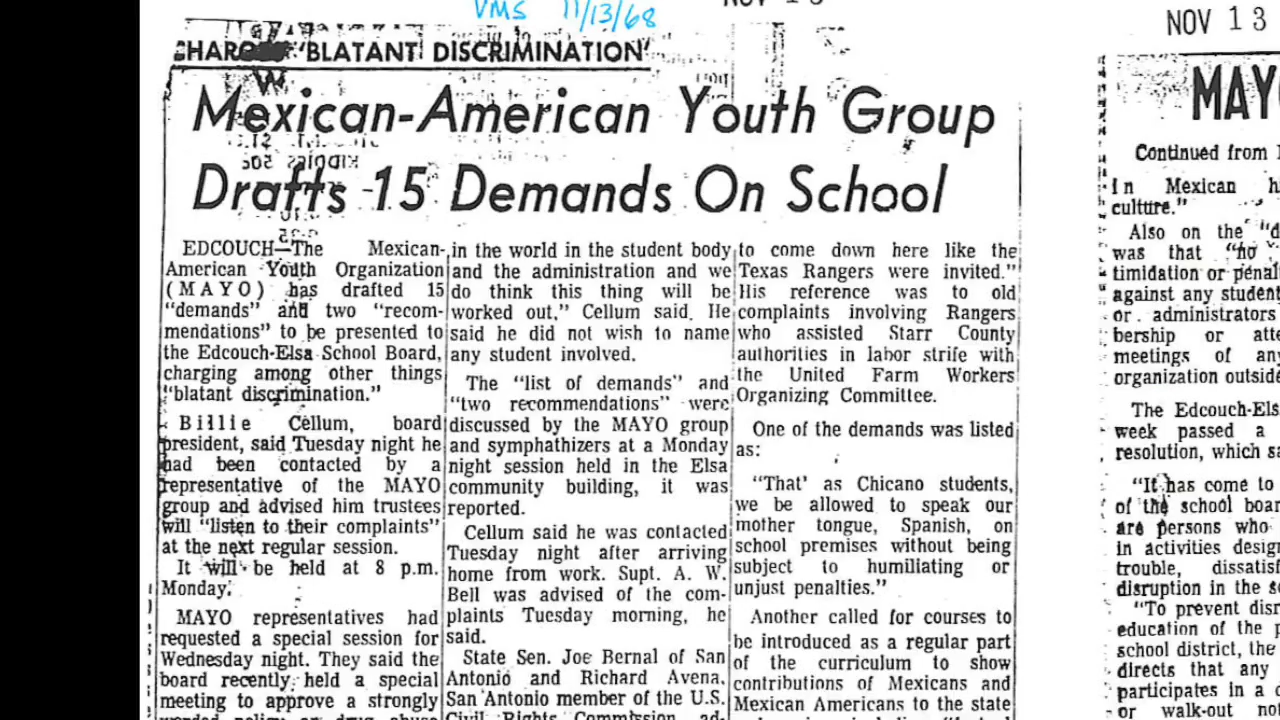 VMS 11/13/68
NOV 13
NOV 13
'BLATANT DISCRIMINATION'
Mexican-American Youth Group
Drafts 15 Demands On School
EDCOUCH—The Mexican-
American Youth Organization
(MAYO) has drafted 15
"demands" and two "recom-
mendations" to be presented to
the Edcouch-Elsa School Board,
charging among other things
"blatant discrimination."
Billie Cellum, board
president, said Tuesday night he
had been contacted by a
representative of the MAYO
group and advised him trustees
will "listen to their complaints"
at the next regular session.
It will be held at 8 p.m.
Monday.
MAYO representatives had
requested a special session for
Wednesday night. They said the
board recently held a special
meeting to approve a strongly
in the world in the student body
and the administration and we
do think this thing will be
worked out," Cellum said. He
said he did not wish to name
any student involved.
The "list of demands" and
"two recommendations" were
discussed by the MAYO group
and symphathizers at a Monday
night session held in the Elsa
community building, it was
reported.
Cellum said he was contacted
Tuesday night after arriving
home from work. Supt. A. W.
Bell was advised of the com-
plaints Tuesday morning, he
said.
State Sen. Joe Bernal of San
Antonio and Richard Avena,
San Antonio member of the U.S.
Civil Rights Commission, ad-
to come down here like the
Texas Rangers were invited."
His reference was to old
complaints involving Rangers
who assisted Starr County
authorities in labor strife with
the United Farm Workers
Organizing Committee.
One of the demands was listed
as:
"That' as Chicano students,
we be allowed to speak our
mother tongue, Spanish, on
school premises without being
subject to humiliating or
unjust penalties."
Another called for courses to
be introduced as a regular part
of the curriculum to show
contributions of Mexicans and
Mexican Americans to the state
MAYO
Continued from
In Mexican
culture."
Also on the
was that "no
timidation or
against any student
or administrators
bership or
meetings of
organization outside
The Edcouch-Els
week passed a
resolution, which
"It has come to
of the school boar
are persons who
in activities desig
trouble, dissatis
disruption in the
"To prevent
education of the
school district, the
directs that any
participates in a
or walk-out